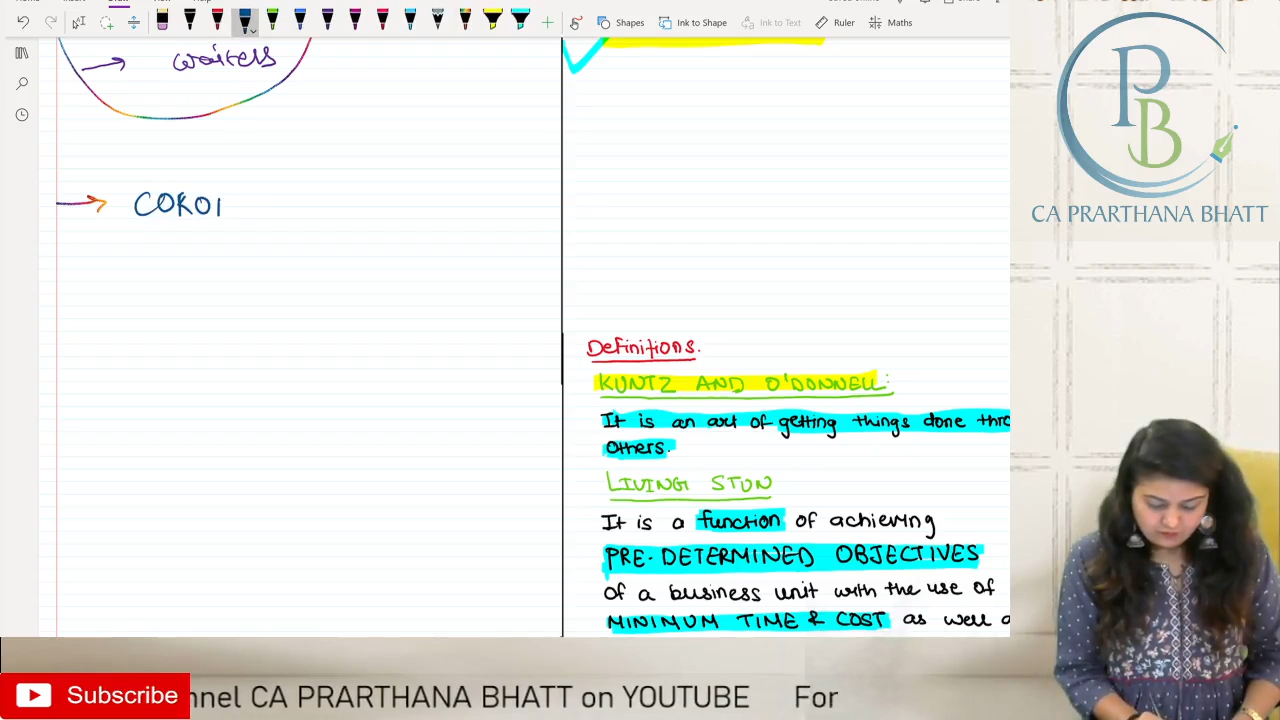 Shapes
Ink to Shape
Ink to Text
Ruler
Maths
waiters
COROI
Definitions.
KUNTZ AND O'DONNELL:
It is an art of getting things done thro
others.
LIVING STON
It is a function of achieving
PRE-DETERMINED OBJECTIVES
of a business unit with the use of
MINIMUM TIME & COST as well a
PB
CA PRARTHANA BHATT
Subscribe
nnel CA PRARTHANA BHATT on YOUTUBE For